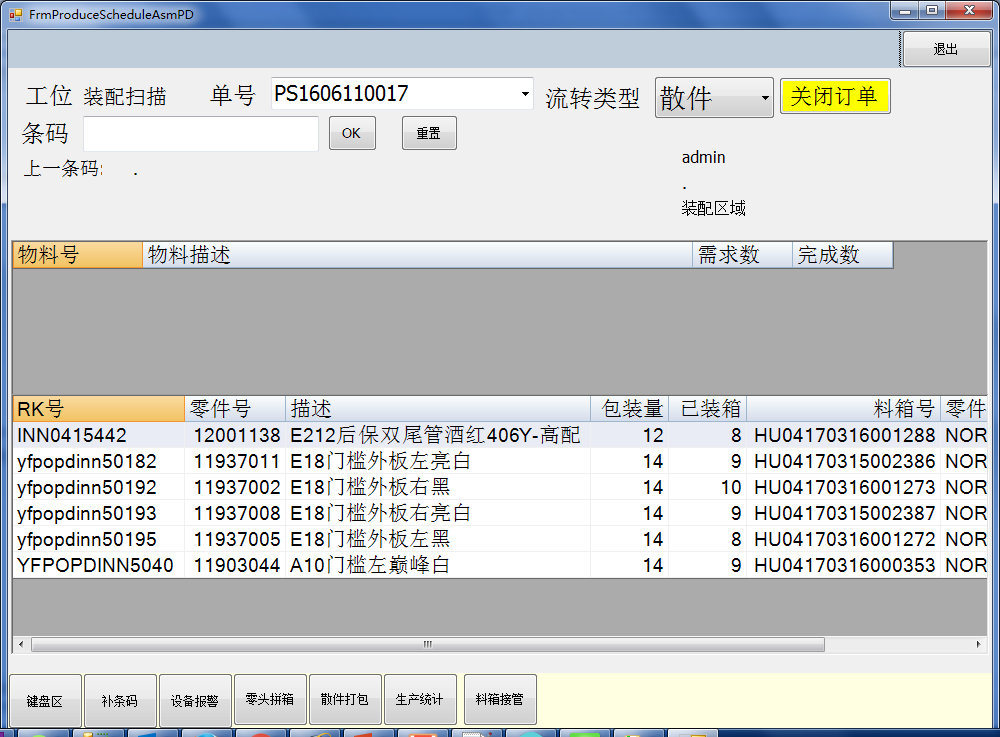 FrmProduceScheduleAsmPD
退出
工位 装配扫描 单号 PS1606110017 流转类型 散件 关闭订单
条码 OK 重置
上一条码: .
admin
.
装配区域
物料号 物料描述 需求数 完成数
RK号 零件号 描述 包装量 已装箱 料箱号 零件
INN0415442 12001138 E212后保双尾管酒红406Y-高配 12 8 HU04170316001288 NOR
yfpopdinn50182 11937011 E18门槛外板左亮白 14 9 HU04170315002386 NOR
yfpopdinn50192 11937002 E18门槛外板右黑 14 10 HU04170316001273 NOR
yfpopdinn50193 11937008 E18门槛外板右亮白 14 9 HU04170315002387 NOR
yfpopdinn50195 11937005 E18门槛外板左黑 14 8 HU04170316001272 NOR
YFPOPDINN5040 11903044 A10门槛左巅峰白 14 9 HU04170316000353 NOR
键盘区 补条码 设备报警 零头拼箱 散件打包 生产统计 料箱接管